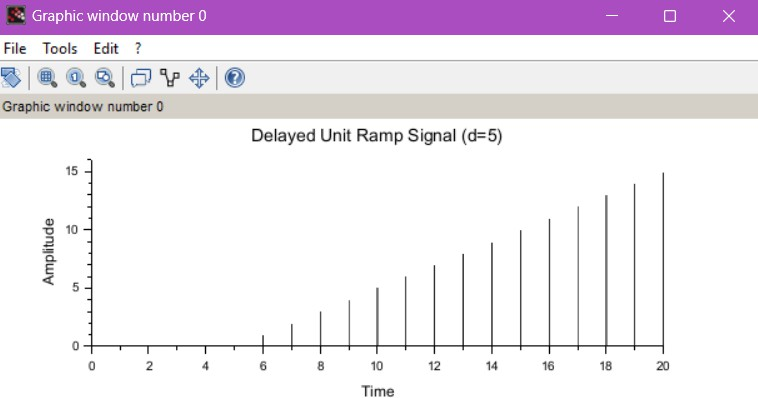 Graphic window number 0
File Tools Edit ?
Graphic window number 0
Delayed Unit Ramp Signal (d=5)
15
10
5
0
Amplitude
0 2 4 6 8 10 12 14 16 18 20
Time